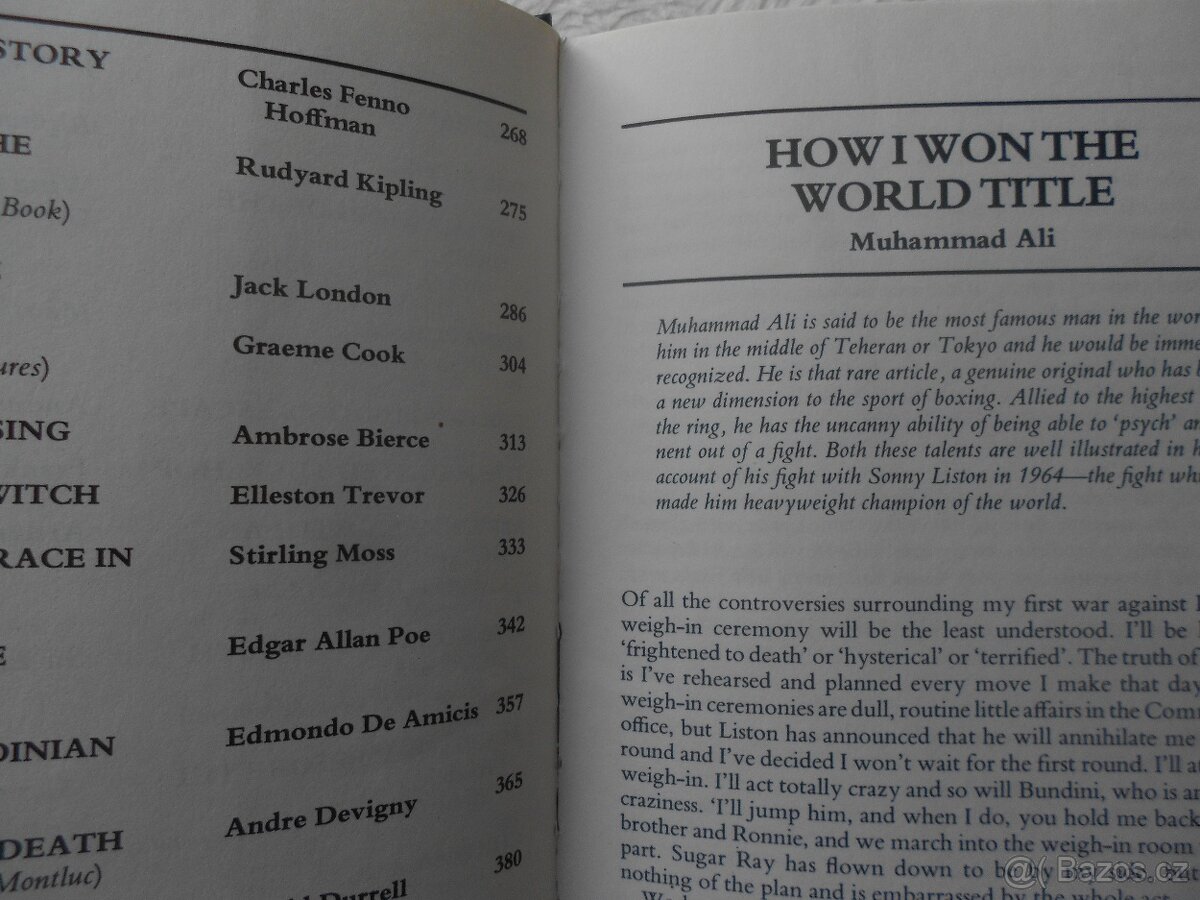 STORY
Charles Fenno
Hoffman 268
HE
Rudyard Kipling 275
Book)
Jack London 286
Graeme Cook 304
ures)
SING Ambrose Bierce 313
WITCH Elleston Trevor 326
RACE IN Stirling Moss 333
E Edgar Allan Poe 342
Edmondo De Amicis 357
DINIAN
Andre Devigny 365
DEATH
Montluc)
Durrell 380
HOW I WON THE
WORLD TITLE
Muhammad Ali
Muhammad Ali is said to be the most famous man in the wor
him in the middle of Teheran or Tokyo and he would be imme
recognized. He is that rare article, a genuine original who has b
a new dimension to the sport of boxing. Allied to the highest
the ring, he has the uncanny ability of being able to ‘psych’ an
nent out of a fight. Both these talents are well illustrated in h
account of his fight with Sonny Liston in 1964—the fight whi
made him heavyweight champion of the world.
Of all the controversies surrounding my first war against L
weigh-in ceremony will be the least understood. I’ll be
‘frightened to death’ or ‘hysterical’ or ‘terrified’. The truth of
is I’ve rehearsed and planned every move I make that day
weigh-in ceremonies are dull, routine little affairs in the Comm
office, but Liston has announced that he will annihilate me
round and I’ve decided I won’t wait for the first round. I’ll at
weigh-in. I’ll act totally crazy and so will Bundini, who is an
craziness. ‘I’ll jump him, and when I do, you hold me back
brother and Ronnie, and we march into the weigh-in room
part. Sugar Ray has flown down to be by my side, but
nothing of the plan and is embarrassed by the whole act.
Bazos.cz